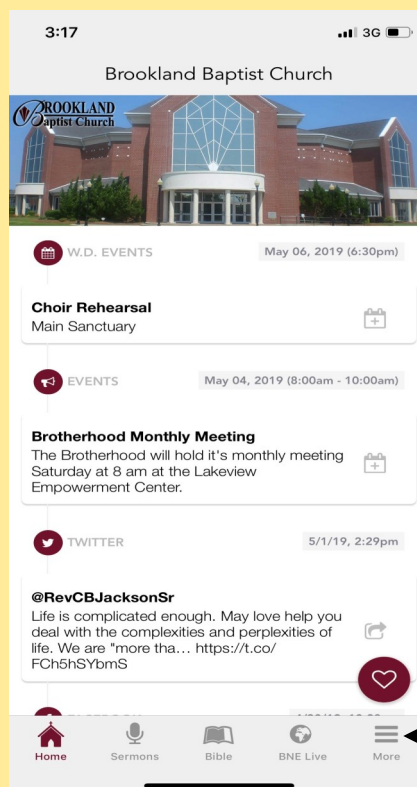 3:17
3G
Brookland Baptist Church
BROOKLAND
Baptist Church
W.D. EVENTS
May 06, 2019 (6:30pm)
Choir Rehearsal
Main Sanctuary
EVENTS
May 04, 2019 (8:00am - 10:00am)
Brotherhood Monthly Meeting
The Brotherhood will hold it's monthly meeting
Saturday at 8 am at the Lakeview
Empowerment Center.
TWITTER
5/1/19, 2:29pm
@RevCBJacksonSr
Life is complicated enough. May love help you
deal with the complexities and perplexities of
life. We are "more tha… https://t.co/
FCh5hSYbmS
Home
Sermons
Bible
BNE Live
More